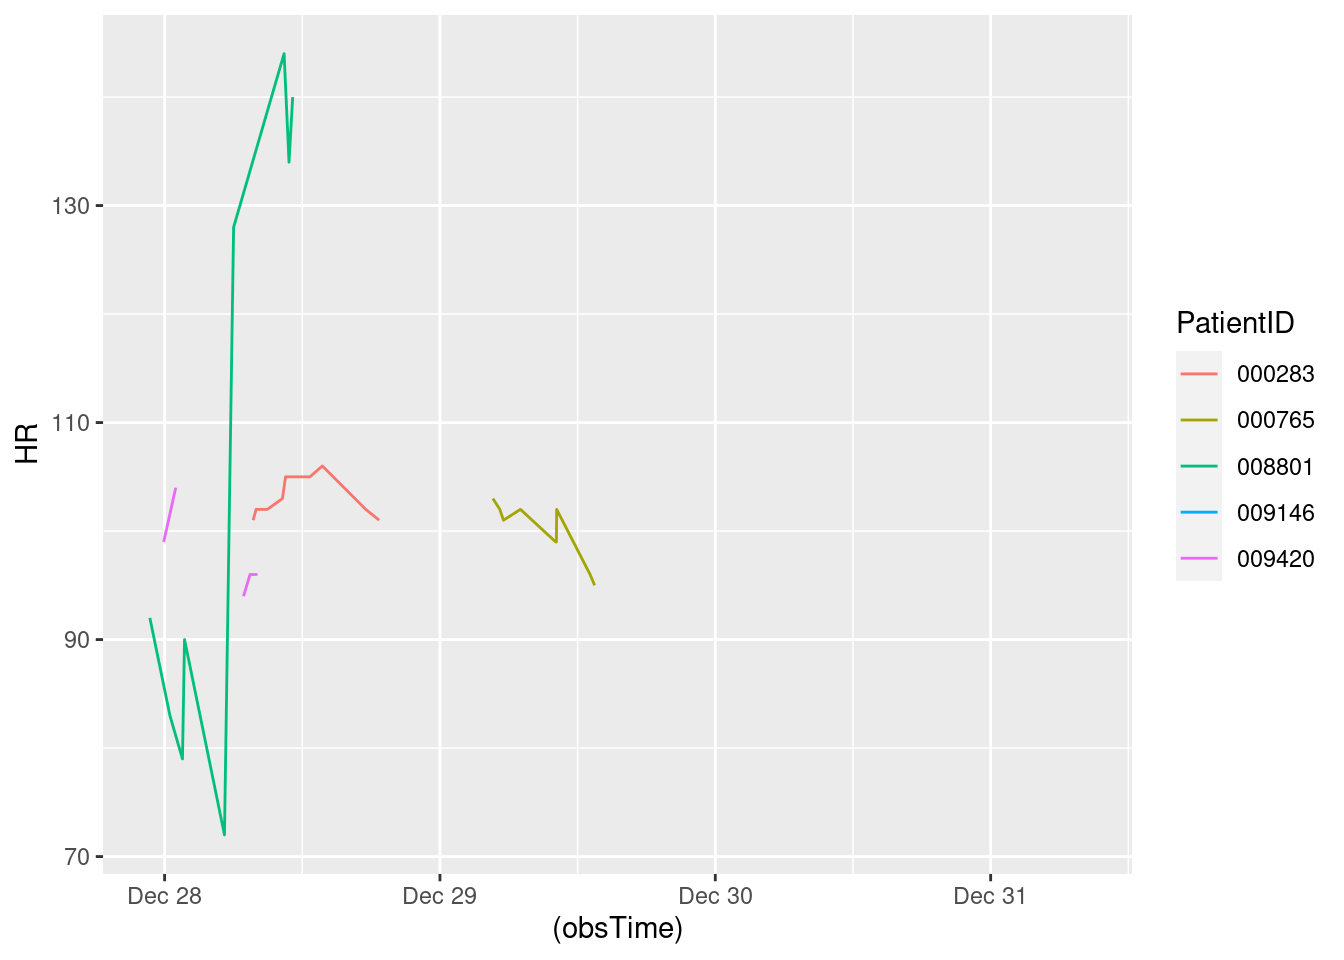 130
110
90
70
HR
Dec 28
Dec 29
Dec 30
Dec 31
(obsTime)
PatientID
000283
000765
008801
009146
009420